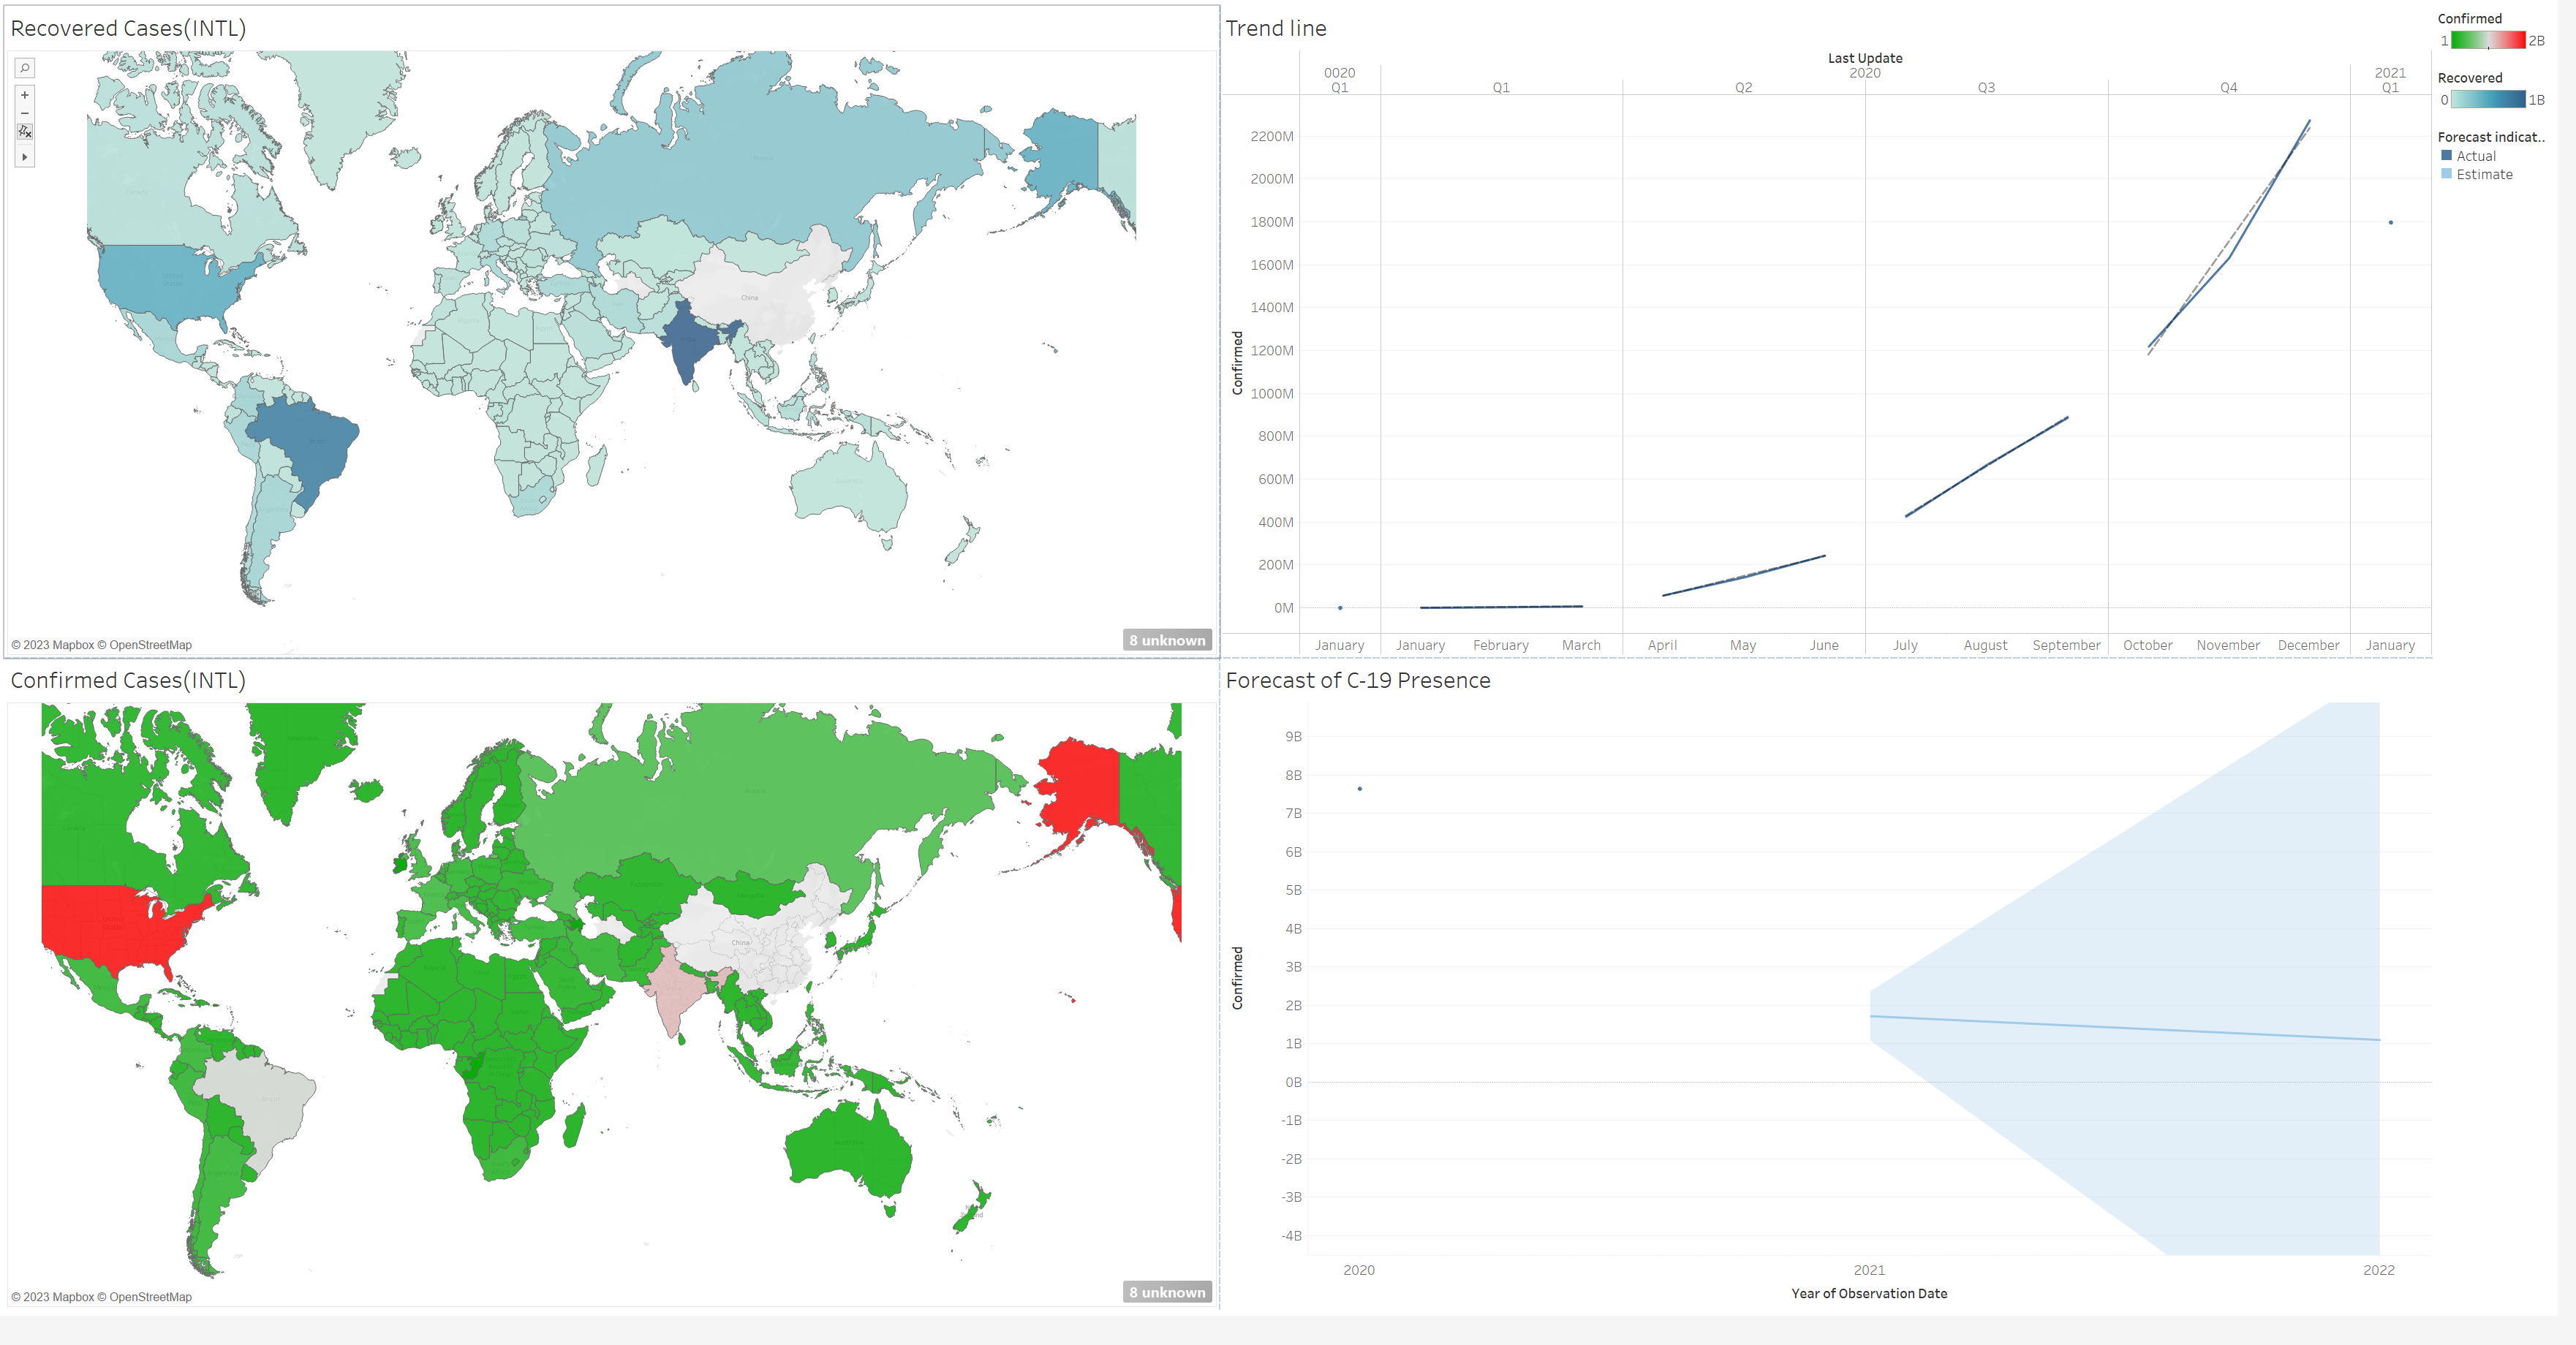 Recovered Cases(INTL)
China
© 2023 Mapbox © OpenStreetMap
8 unknown
Trend line
Last Update
0020
2020
2021
Q1
Q1
Q2
Q3
Q4
Q1
Confirmed
2200M
2000M
1800M
1600M
1400M
1200M
1000M
800M
600M
400M
200M
0M
January
January
February
March
April
May
June
July
August
September
October
November
December
January
Confirmed
1
2B
Recovered
0
1B
Forecast indicat..
Actual
Estimate
Confirmed Cases(INTL)
China
© 2023 Mapbox © OpenStreetMap
8 unknown
Forecast of C-19 Presence
Confirmed
9B
8B
7B
6B
5B
4B
3B
2B
1B
0B
-1B
-2B
-3B
-4B
2020
2021
2022
Year of Observation Date